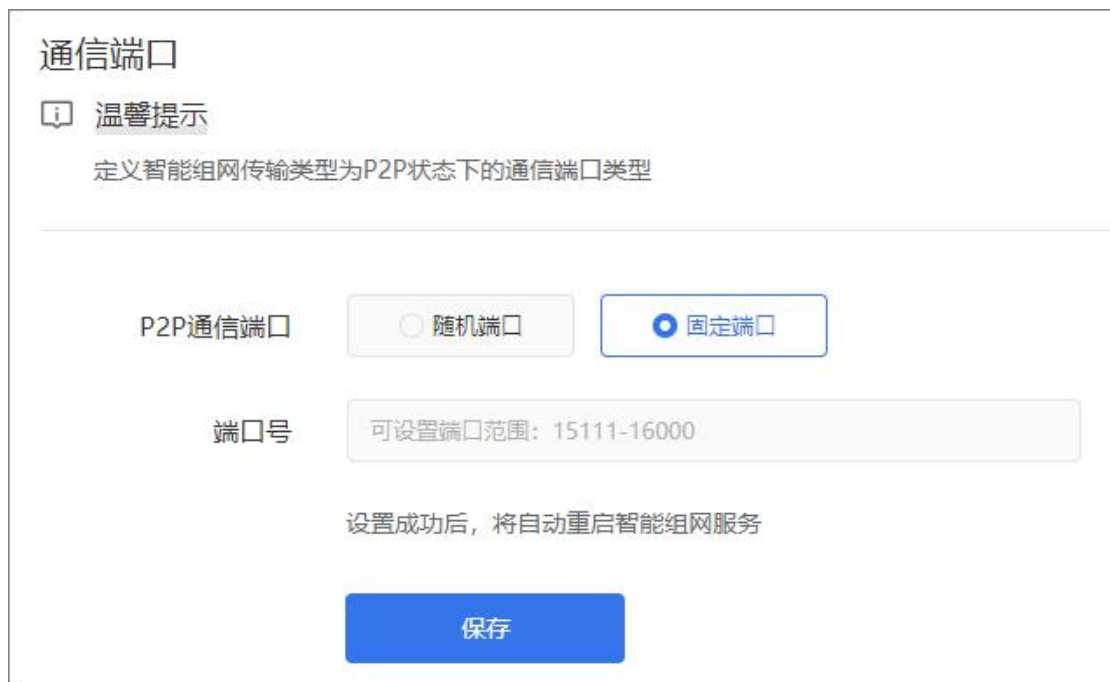 通信端口
温馨提示
定义智能组网传输类型为P2P状态下的通信端口类型
P2P通信端口 随机端口 固定端口
端口号 可设置端口范围：15111-16000
设置成功后，将自动重启智能组网服务
保存